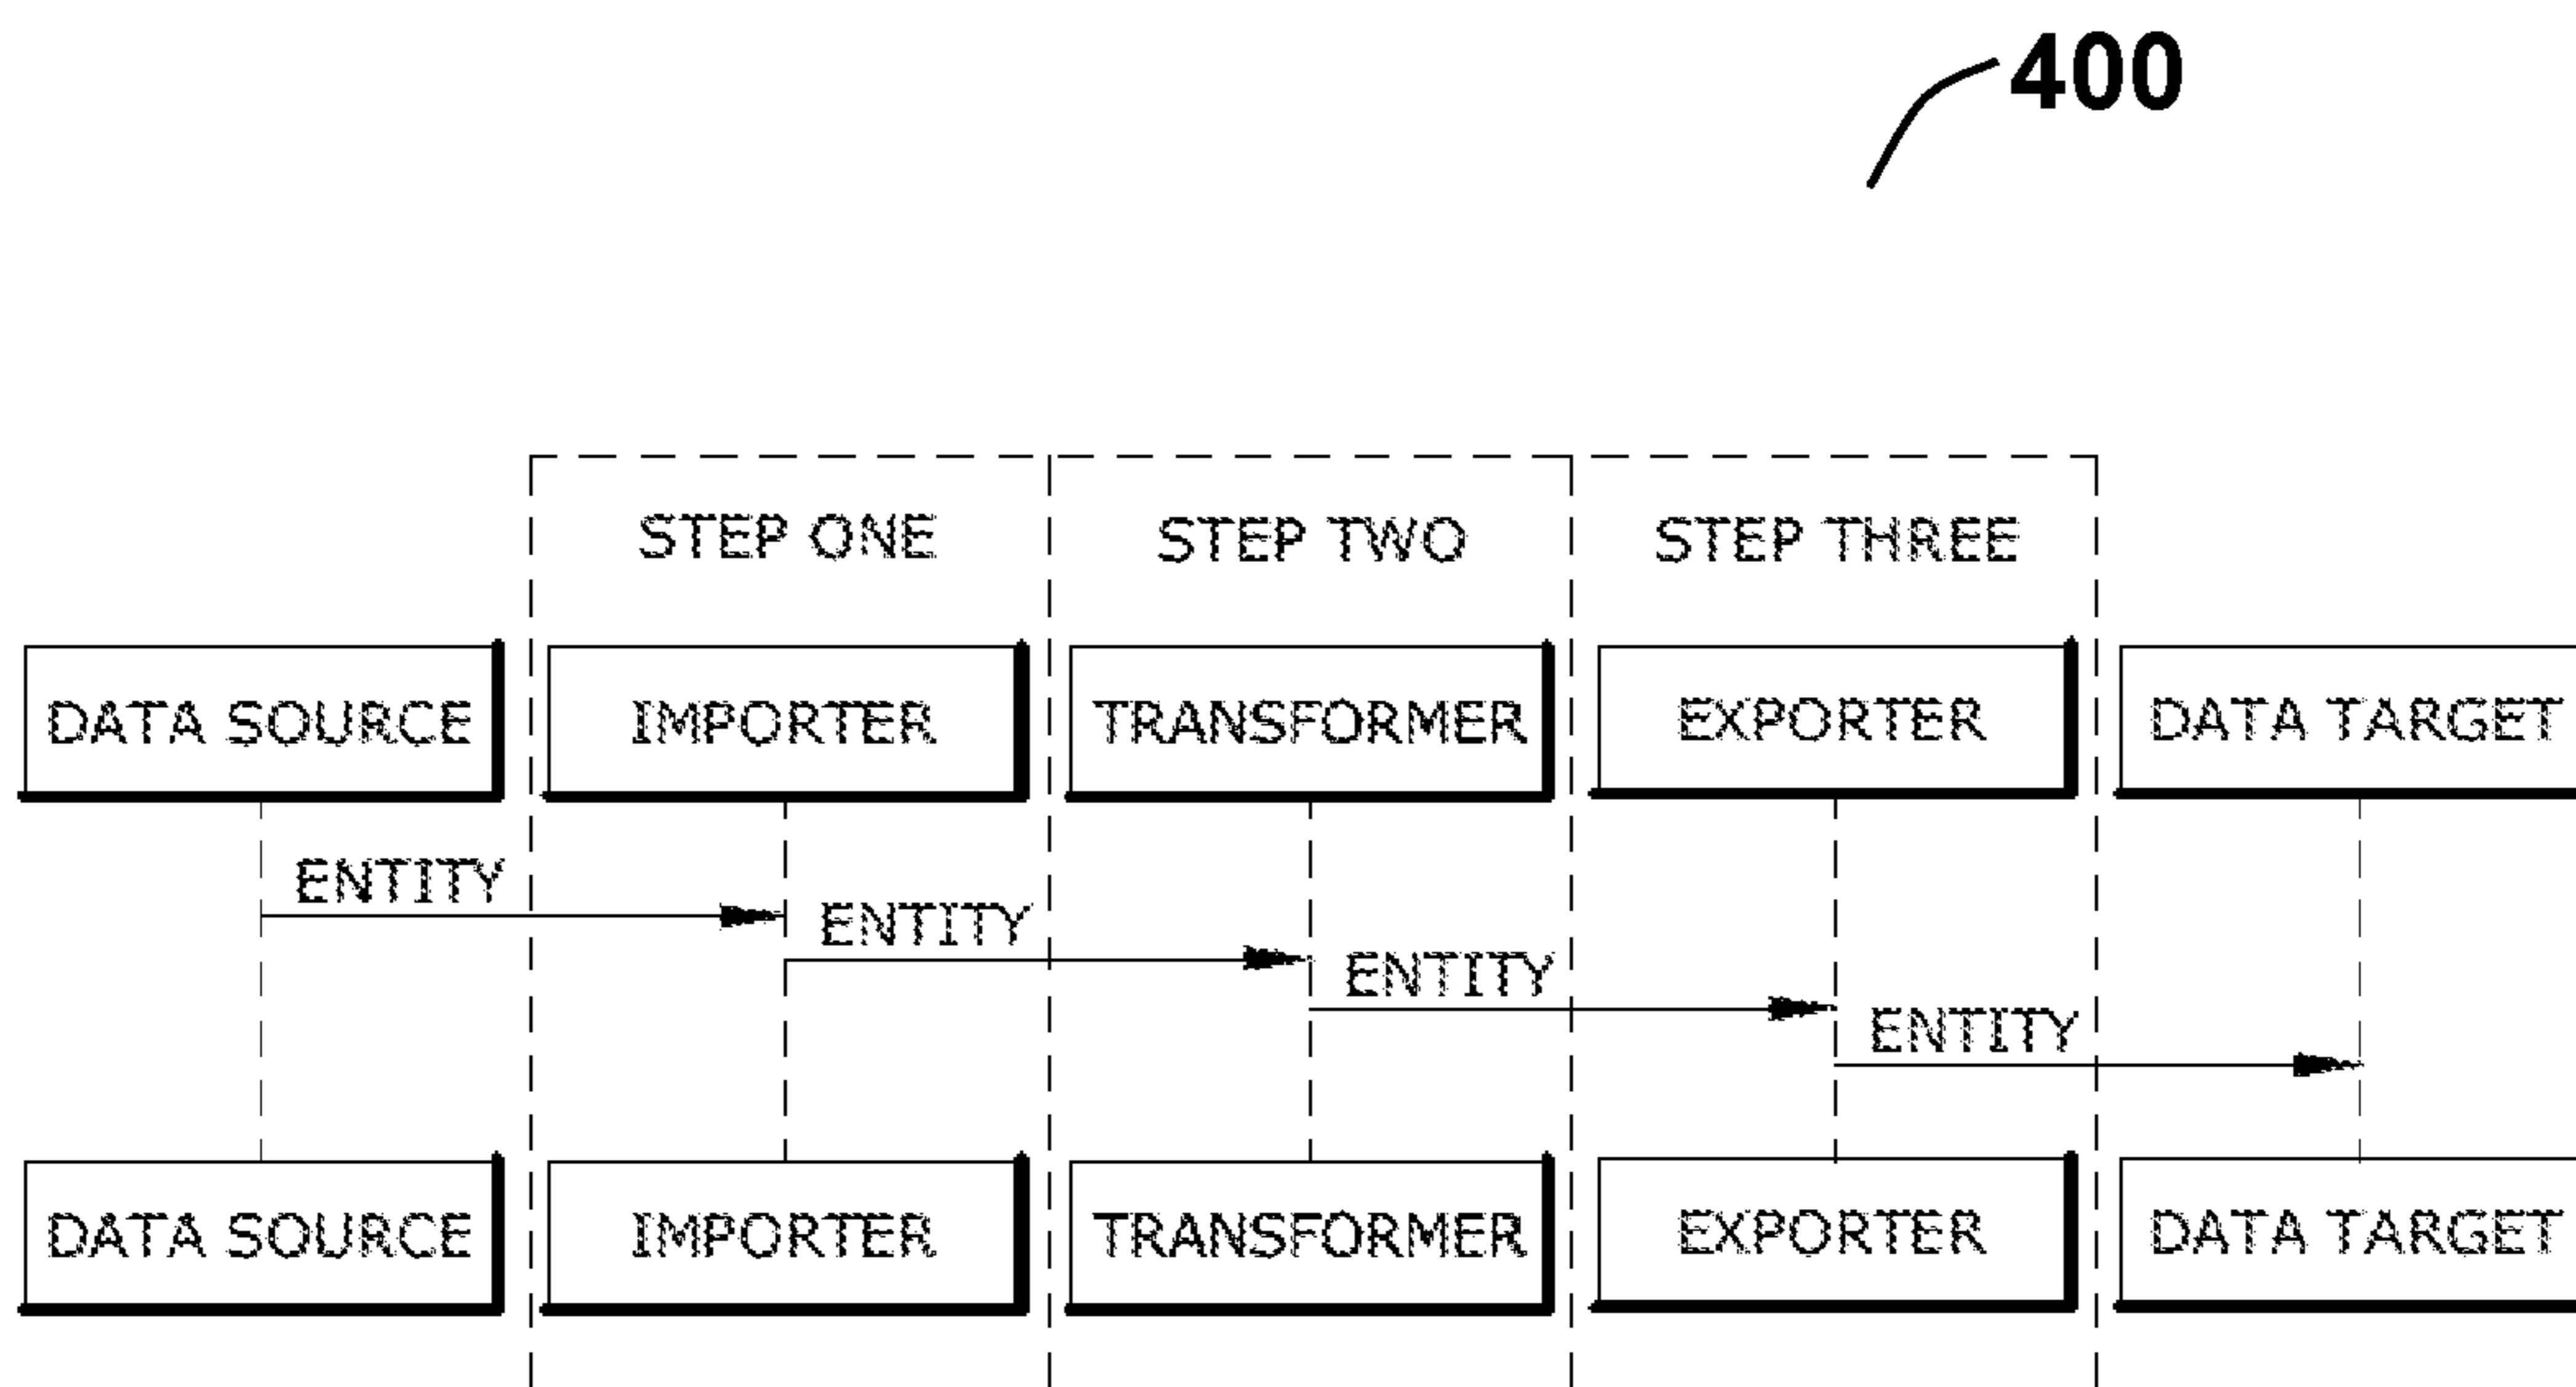 400
STEP ONE STEP TWO STEP THREE
DATA SOURCE IMPORTER TRANSFORMER EXPORTER DATA TARGET
ENTITY
ENTITY
ENTITY
ENTITY
DATA SOURCE IMPORTER TRANSFORMER EXPORTER DATA TARGET